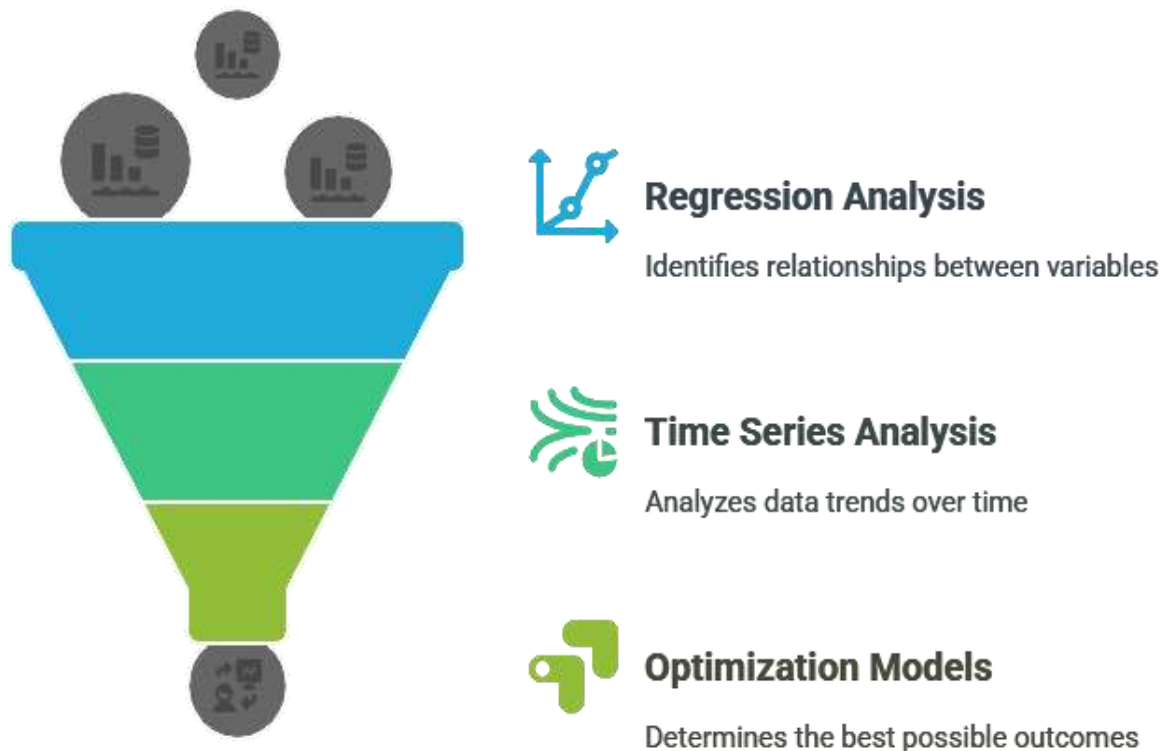 Regression Analysis
Identifies relationships between variables
Time Series Analysis
Analyzes data trends over time
Optimization Models
Determines the best possible outcomes